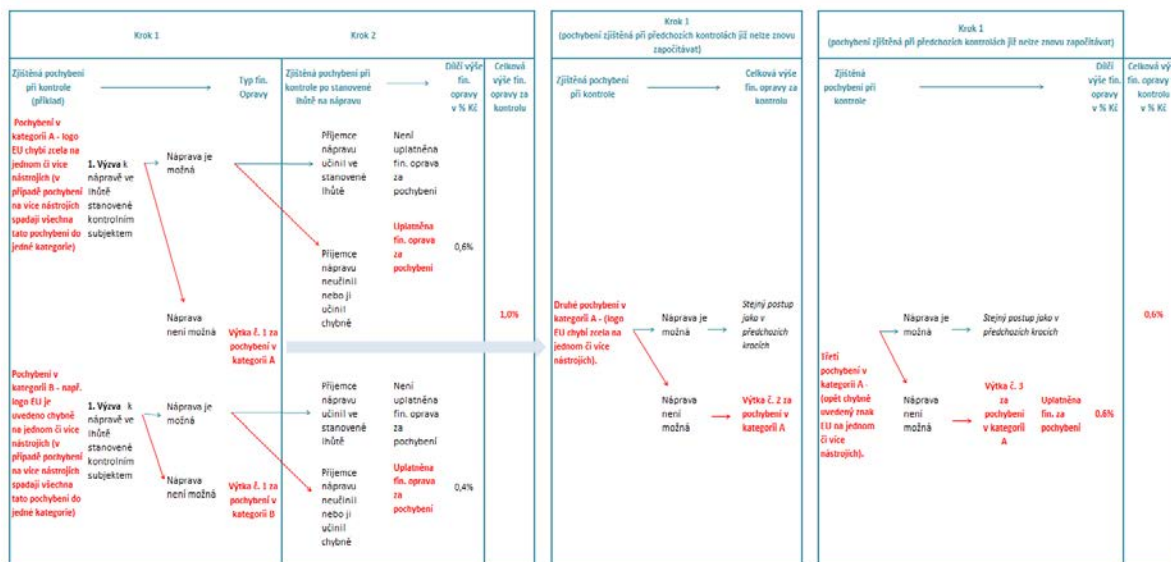 Krok 1
Krok 2
Zjištěná pochybení
při kontrole
(příklad)
Typ fin.
Opravy
Zjištěná pochybení při
kontrole po stanovené
lhůtě na nápravu
Dílčí výše
fin.
opravy
v % Kč
Celková
výše fin.
opravy za
kontrolu
Pochybení v
kategorii A - logo
EU chybí zcela na
jednom či více
nástrojích (v
případě pochybení
na více nástrojích
spadají všechna
tato pochybení do
jedné kategorie)
1. Výzva k
nápravě ve
lhůtě
stanovené
kontrolním
subjektem
Náprava je
možná
Příjemce
nápravu
učinil ve
stanovené
lhůtě
Není
uplatněna
fin. oprava
za
pochybení
Příjemce
nápravu
neučinil
nebo ji
učinil
chybně
Uplatněna
fin. oprava
za
pochybení
0,6%
Náprava
není možná
Výtka č. 1 za
pochybení v
kategorii A
1,0%
Pochybení v
kategorii B - např.
logo EU je
uvedeno chybně
na jednom či více
nástrojích (v
případě pochybení
na více nástrojích
spadají všechna
tato pochybení do
jedné kategorie)
1. Výzva k
nápravě ve
lhůtě
stanovené
kontrolním
subjektem
Náprava je
možná
Náprava
není možná
Výtka č. 1 za
pochybení v
kategorii B
Příjemce
nápravu
učinil ve
stanovené
lhůtě
Není
uplatněna
fin. oprava
za
pochybení
Příjemce
nápravu
neučinil
nebo ji
učinil
chybně
Uplatněna
fin. oprava
za
pochybení
0,4%
Krok 1
(pochybení zjištěná při předchozích kontrolách již nelze znovu
započítávat)
Zjištěná pochybení
při kontrole
Celková výše
fin. opravy za
kontrolu
Druhé pochybení v
kategorii A - (logo
EU chybí zcela na
jednom či více
nástrojích).
Náprava je
možná
Stejný postup
jako v
předchozích
krocích
Náprava
není
možná
Výtka č. 2 za
pochybení v
kategorii A
Krok 1
(pochybení zjištěná při předchozích kontrolách již nelze znovu započítávat)
Zjištěná
pochybení při
kontrole
Dílčí
výše
fin.
opravy
v % Kč
Celková vý
fin. opravy
kontrolu
Třetí
pochybení v
kategorii A -
(opět chybně
uvedený znak
EU na jednom
či více
nástrojích).
Náprava je
možná
Stejný postup jako v
předchozích krocích
Náprava
není
možná
Výtka č. 3
za
pochybení
v kategorii
A
Uplatněna
fin. za
pochybení
0.6%
0,6%